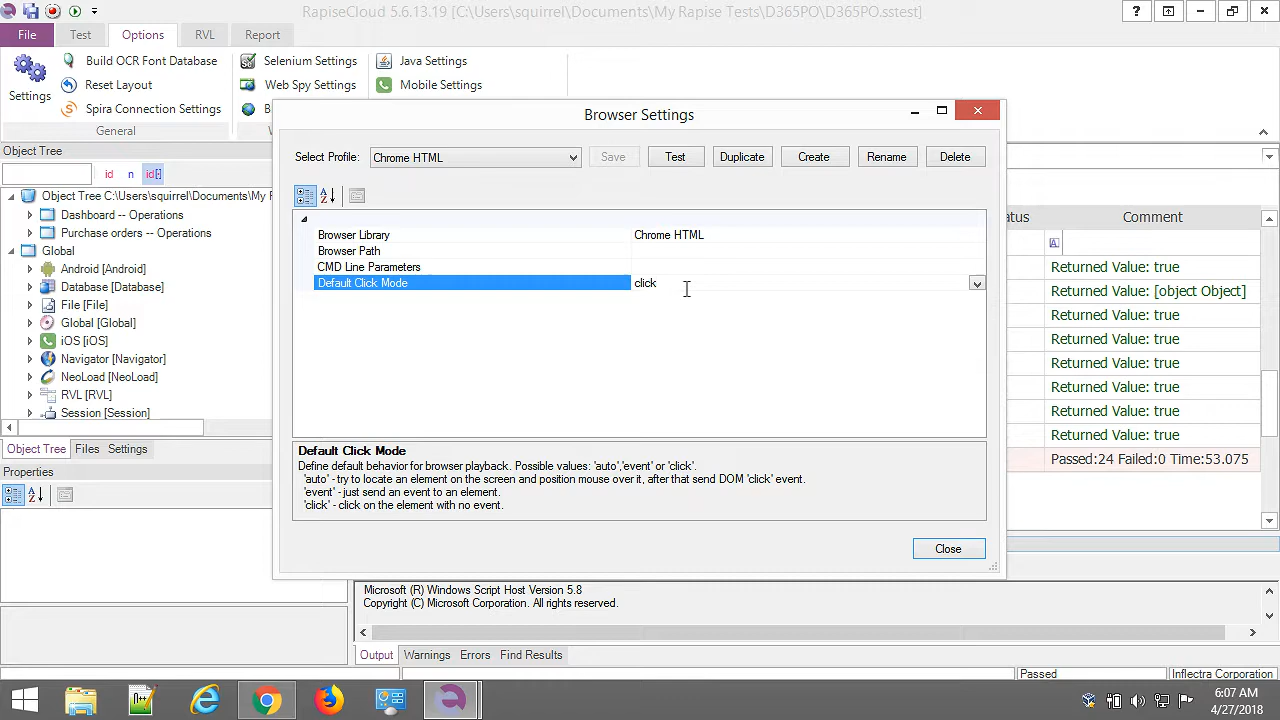 RapiseCloud 5.6.13.19 [C:\Users\squirrel\Documents\My Rapise Tests\D365PO\D365PO.sstest]
File Test Options RVL Report
Build OCR Font Database Selenium Settings Java Settings
Settings Reset Layout Web Spy Settings Mobile Settings
Spira Connection Settings B
General
Browser Settings
Object Tree
Select Profile: Chrome HTML Save Test Duplicate Create Rename Delete
id n id[·]
Object Tree C:\Users\squirrel\Documents\My R
Dashboard -- Operations
Purchase orders -- Operations
Global
Android [Android]
Database [Database]
File [File]
Global [Global]
iOS [iOS]
Navigator [Navigator]
NeoLoad [NeoLoad]
RVL [RVL]
Session [Session]
Object Tree Files Settings
Properties
Browser Library Chrome HTML
Browser Path
CMD Line Parameters
Default Click Mode click
Default Click Mode
Define default behavior for browser playback. Possible values: 'auto','event' or 'click'.
'auto' - try to locate an element on the screen and position mouse over it, after that send DOM 'click' event.
'event' - just send an event to an element.
'click' - click on the element with no event.
Close
atus Comment
A
Returned Value: true
Returned Value: [object Object]
Returned Value: true
Returned Value: true
Returned Value: true
Returned Value: true
Returned Value: true
Returned Value: true
Passed:24 Failed:0 Time:53.075
Microsoft (R) Windows Script Host Version 5.8
Copyright (C) Microsoft Corporation. All rights reserved.
Output Warnings Errors Find Results
Passed Inflectra Corporation
6:07 AM
4/27/2018